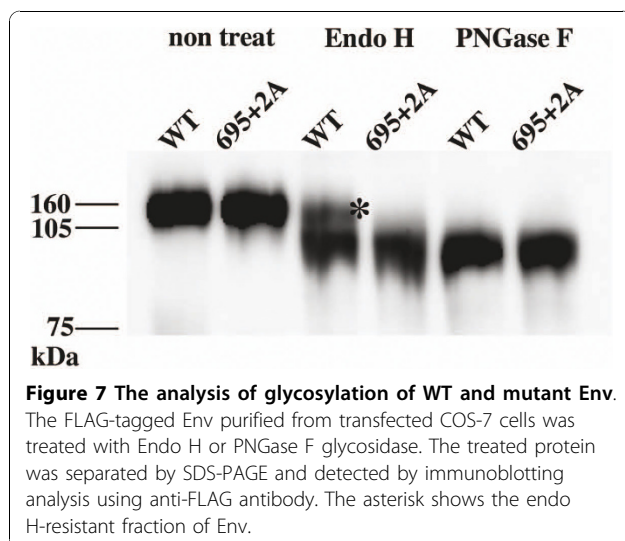 non treat Endo H PNGase F
WT 695+2A WT 695+2A WT 695+2A
160
*
105
75
kDa
Figure 7 The analysis of glycosylation of WT and mutant Env.
The FLAG-tagged Env purified from transfected COS-7 cells was
treated with Endo H or PNGase F glycosidase. The treated protein
was separated by SDS-PAGE and detected by immunoblotting
analysis using anti-FLAG antibody. The asterisk shows the endo
H-resistant fraction of Env.